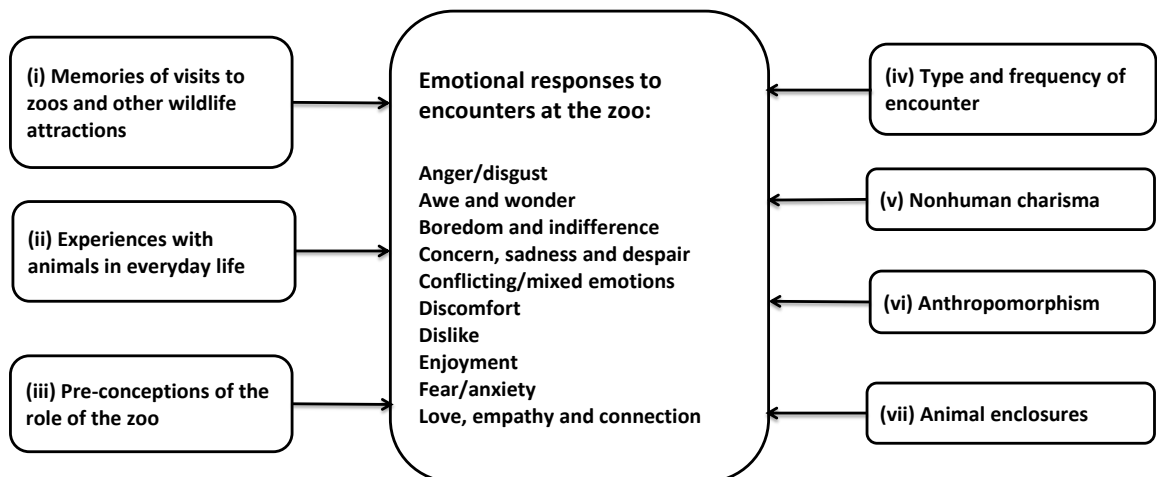 (i) Memories of visits to
zoos and other wildlife
attractions
(ii) Experiences with
animals in everyday life
(iii) Pre-conceptions of the
role of the zoo
Emotional responses to
encounters at the zoo:
Anger/disgust
Awe and wonder
Boredom and indifference
Concern, sadness and despair
Conflicting/mixed emotions
Discomfort
Dislike
Enjoyment
Fear/anxiety
Love, empathy and connection
(iv) Type and frequency of
encounter
(v) Nonhuman charisma
(vi) Anthropomorphism
(vii) Animal enclosures